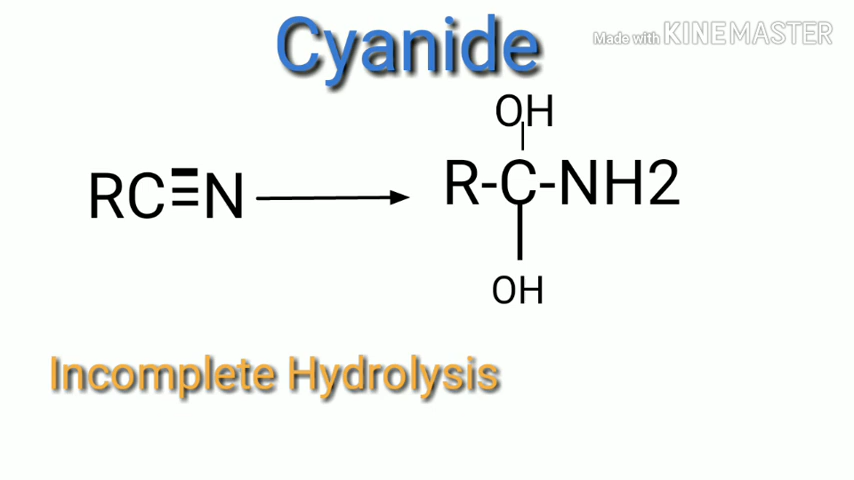 Cyanide
Made with KINEMASTER
OH
RC≡N
R-C-NH2
OH
Incomplete Hydrolysis